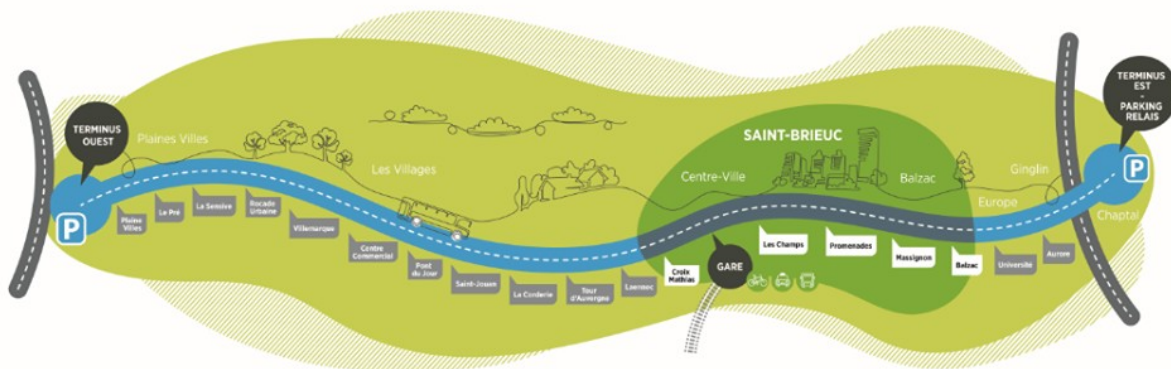 TERMINUS
OUEST
P
Plaines Villes
Les Villages
SAINT-BRIEUC
Centre-Ville
Balzac
Europe
Ginglin
Chaptal
TERMINUS
EST
-
PARKING
RELAIS
P
Plaine
Villes
Le Pré
La Sensive
Rocade
Urbaine
Villemarque
Centre
Commercial
Point
du Jour
Saint-Jouan
La Corderie
Tour
d'Auvergne
Laennec
Croix
Mathias
GARE
Les Champs
Promenades
Massignon
Balzac
Université
Aurore